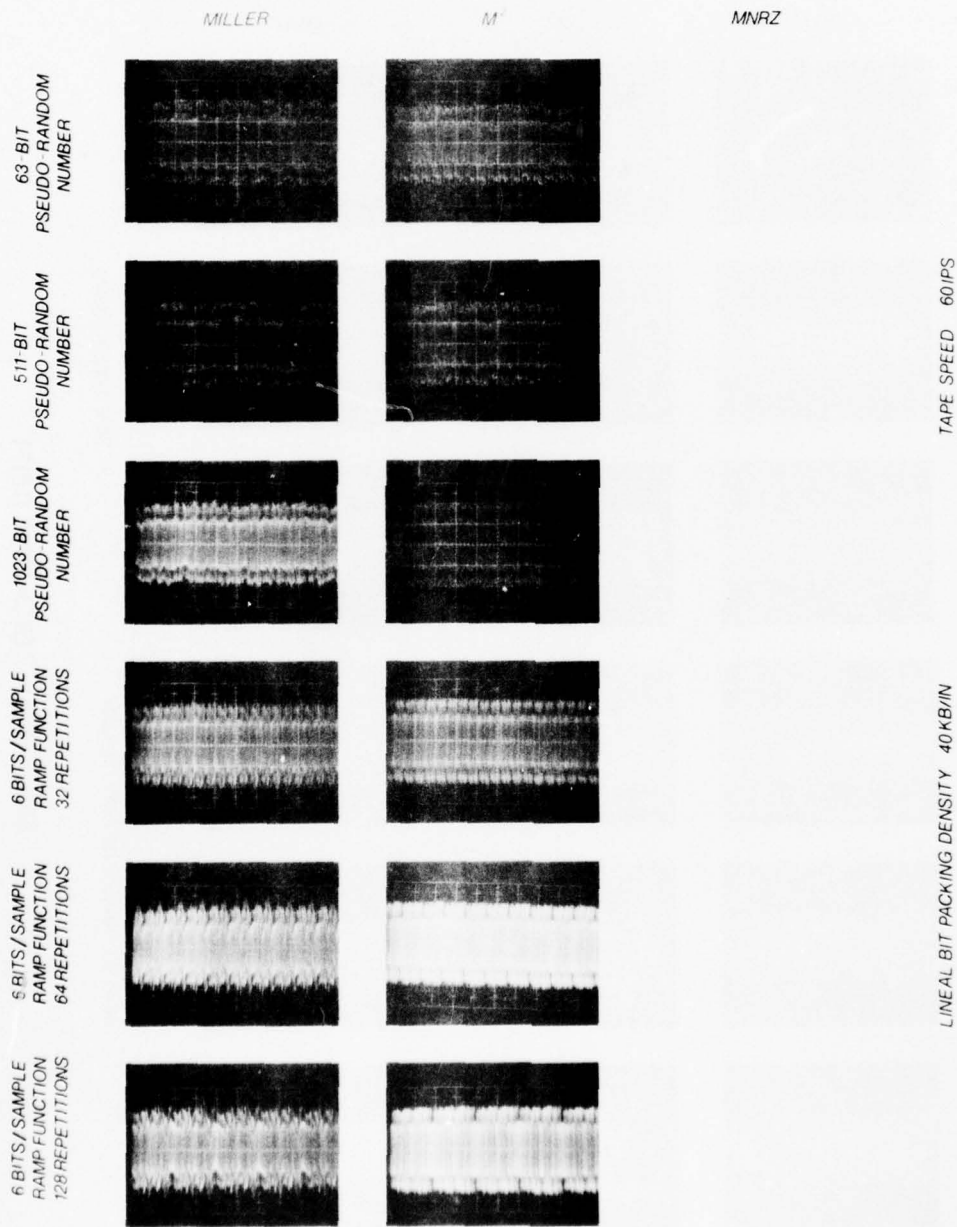 MILLER
M²
MNRZ
63-BIT
PSEUDO-RANDOM
NUMBER
511-BIT
PSEUDO-RANDOM
NUMBER
1023-BIT
PSEUDO-RANDOM
NUMBER
6 BITS/SAMPLE
RAMP FUNCTION
32 REPETITIONS
6 BITS/SAMPLE
RAMP FUNCTION
64 REPETITIONS
6 BITS/SAMPLE
RAMP FUNCTION
128 REPETITIONS
LINEAL BIT PACKING DENSITY 40KB/IN
TAPE SPEED 60IPS